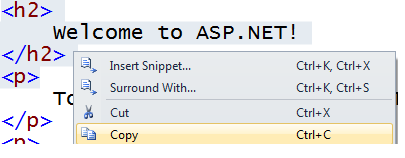 <h2>
Welcome to ASP.NET!
</h2>
Insert Snippet... Ctrl+K, Ctrl+X
<p>
Surround With... Ctrl+K, Ctrl+S
To
Cut Ctrl+X
</p>
Copy Ctrl+C
<p>